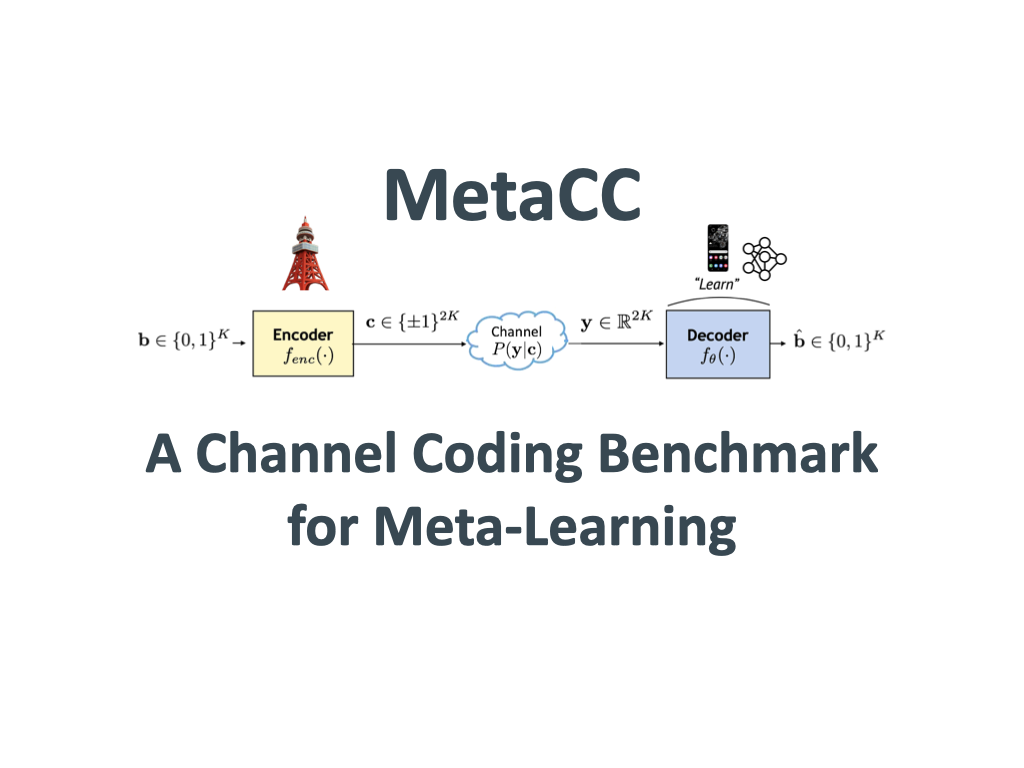 MetaCC
"Learn"
b ∈ {0,1}^K
Encoder
f_enc(·)
c ∈ {±1}^{2K}
Channel
P(y|c)
y ∈ ℝ^{2K}
Decoder
f_θ(·)
b̂ ∈ {0,1}^K
A Channel Coding Benchmark
for Meta-Learning